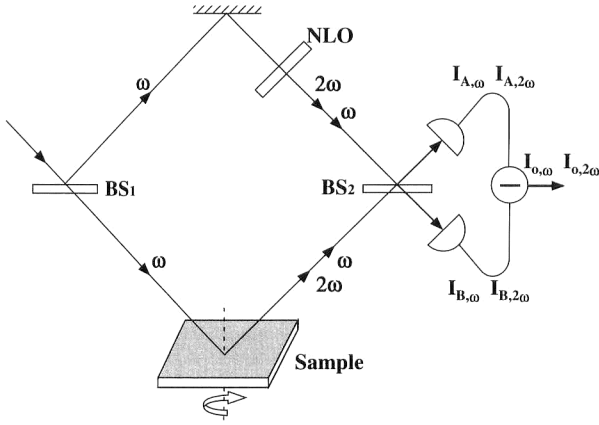 NLO
ω
2ω
ω
I_A,ω I_A,2ω
BS₁
BS₂
–
I_o,ω I_o,2ω
ω
ω
2ω
I_B,ω I_B,2ω
Sample